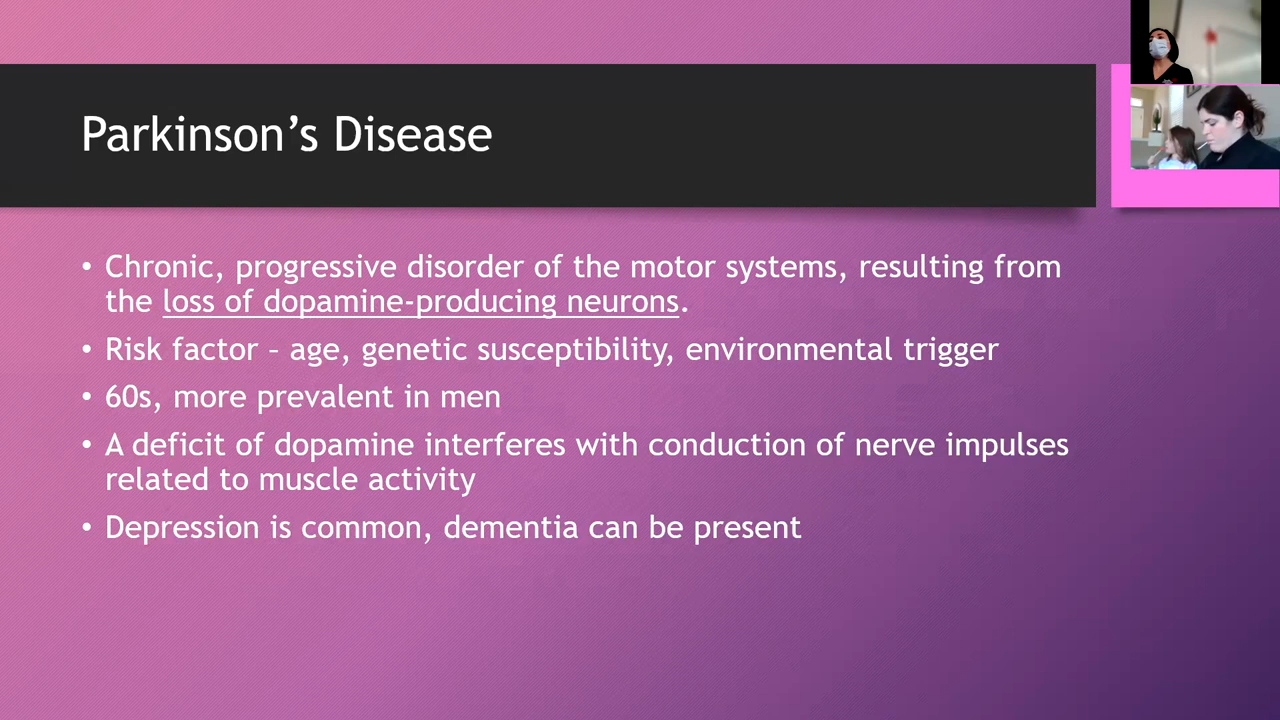 Parkinson’s Disease
• Chronic, progressive disorder of the motor systems, resulting from
the loss of dopamine-producing neurons.
• Risk factor – age, genetic susceptibility, environmental trigger
• 60s, more prevalent in men
• A deficit of dopamine interferes with conduction of nerve impulses
related to muscle activity
• Depression is common, dementia can be present